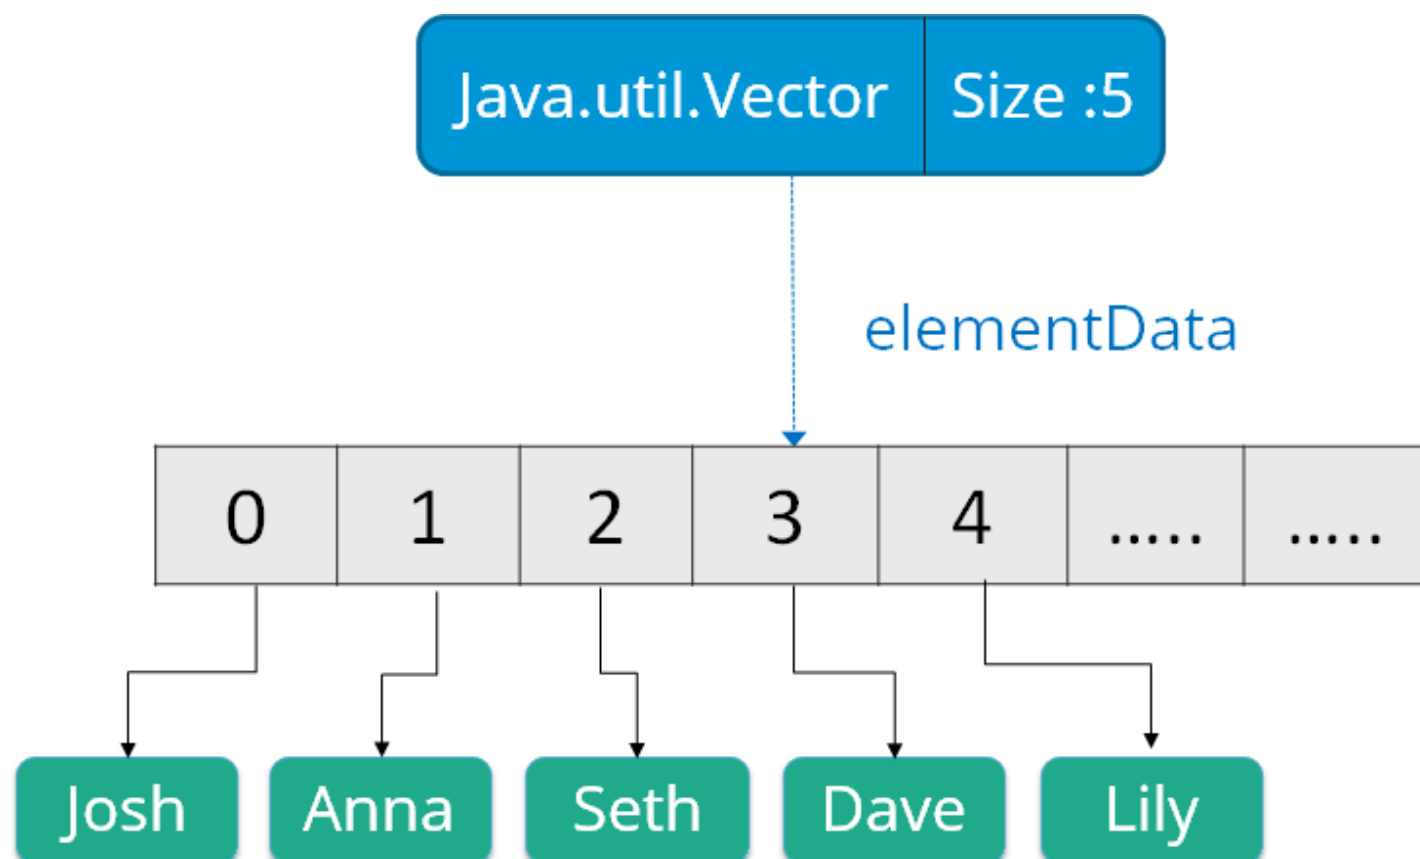 Java.util.Vector Size :5
elementData
0 1 2 3 4 ..... .....
Josh Anna Seth Dave Lily